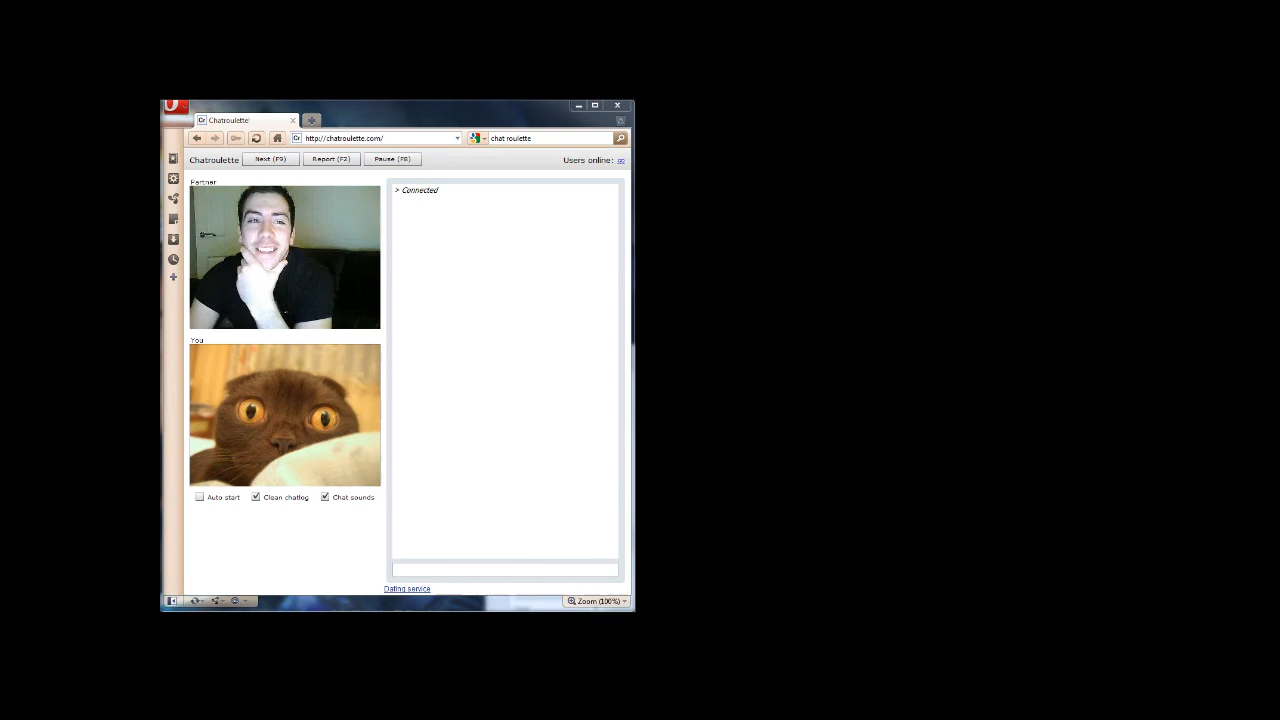 Chatroulette!
http://chatroulette.com/
chat roulette
Chatroulette
Next (F9)
Report (F2)
Pause (F8)
Users online: ∞
Partner
> Connected
You
Auto start
Clean chatlog
Chat sounds
Dating service
Zoom (100%)